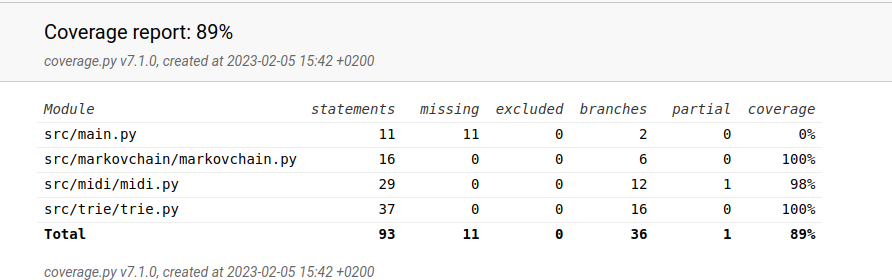 Coverage report: 89%
coverage.py v7.1.0, created at 2023-02-05 15:42 +0200
Module statements missing excluded branches partial coverage
src/main.py 11 11 0 2 0 0%
src/markovchain/markovchain.py 16 0 0 6 0 100%
src/midi/midi.py 29 0 0 12 1 98%
src/trie/trie.py 37 0 0 16 0 100%
Total 93 11 0 36 1 89%
coverage.py v7.1.0, created at 2023-02-05 15:42 +0200